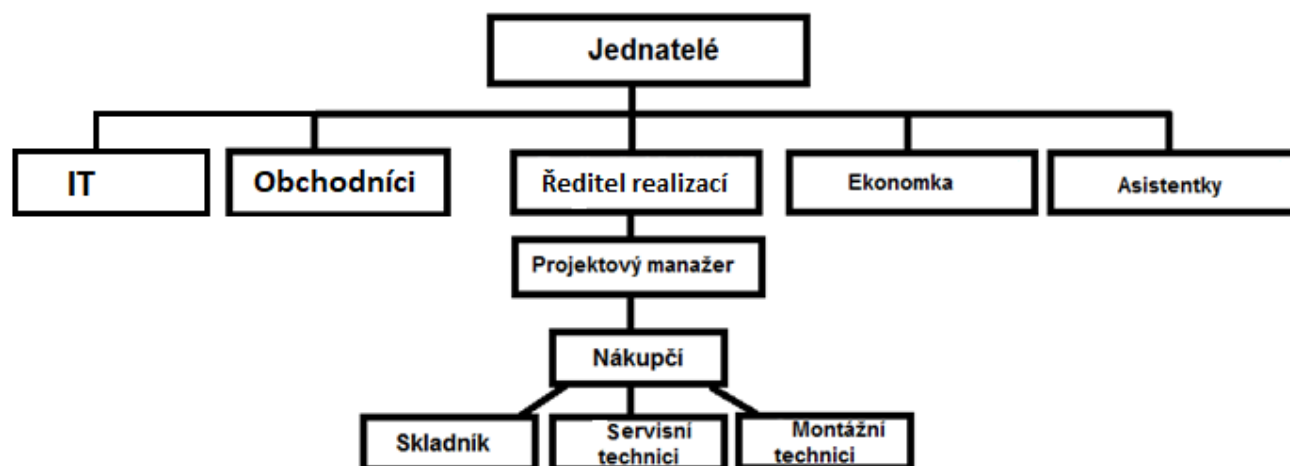 Jednatelé
IT
Obchodníci
Ředitel realizací
Ekonomka
Asistentky
Projektový manažer
Nákupčí
Skladník
Servisní
technici
Montážní
technici